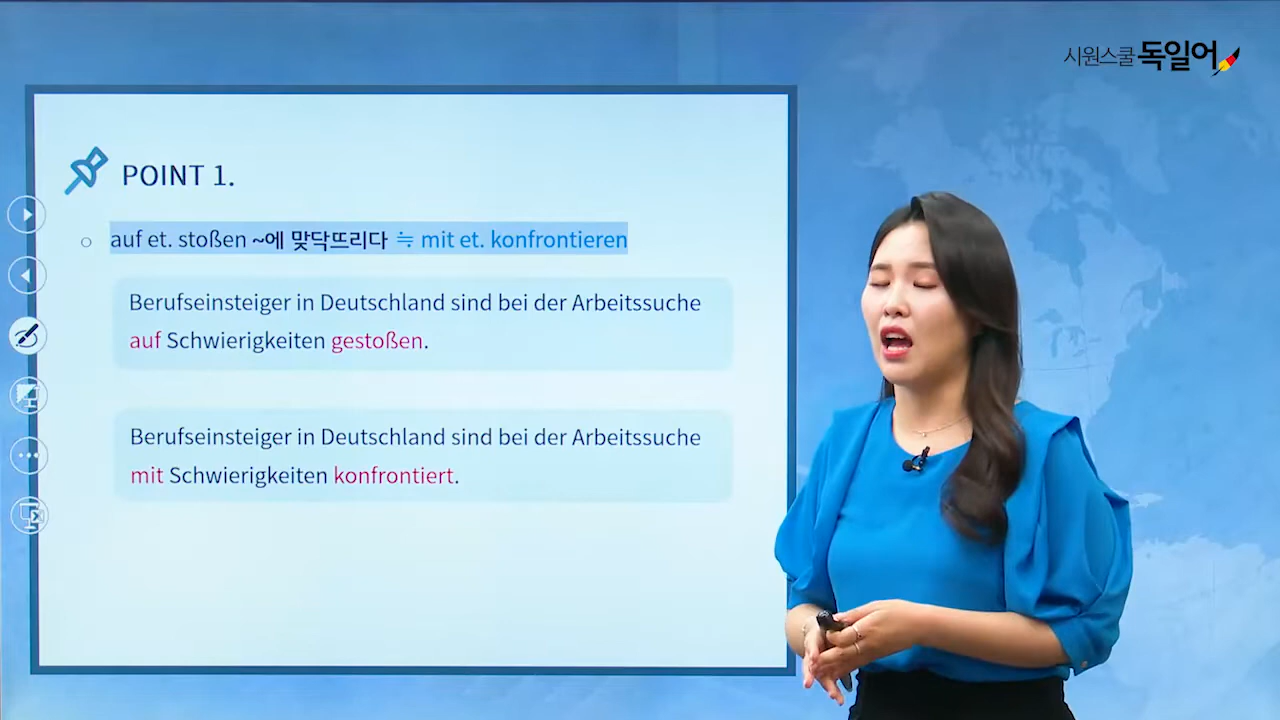 시원스쿨 독일어
POINT 1.
○ auf et. stoßen ~에 맞닥뜨리다 ≒ mit et. konfrontieren
Berufseinsteiger in Deutschland sind bei der Arbeitssuche
auf Schwierigkeiten gestoßen.
Berufseinsteiger in Deutschland sind bei der Arbeitssuche
mit Schwierigkeiten konfrontiert.